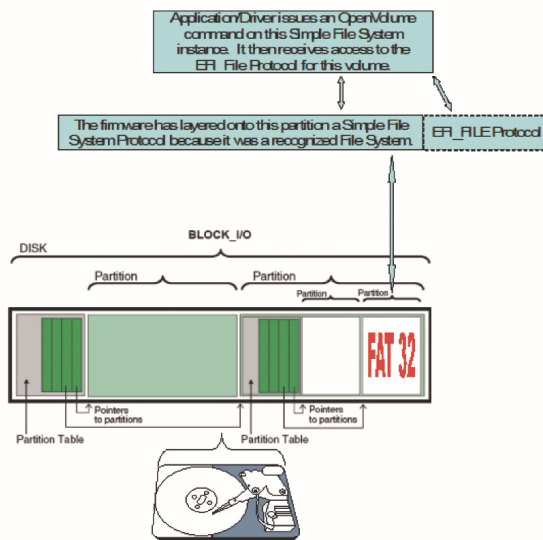 Application/Driver issues an OpenVolume
command on this Simple File System
instance. It then receives access to the
EFI_File Protocol for this volume.
The firmware has layered onto this partition a Simple File
System Protocol because it was a recognized File System.
EFI_FILE Protocol
BLOCK_I/O
DISK
Partition
Partition
Partition
Partition
FAT 32
Pointers
to partitions
Pointers
to partitions
Partition Table
Partition Table